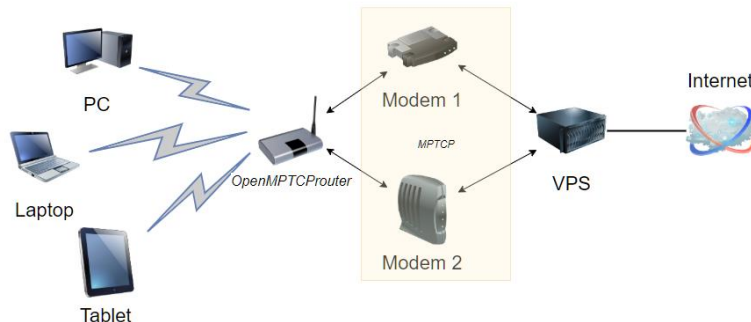 PC
Laptop
Tablet
OpenMPTCProuter
Modem 1
MPTCP
Modem 2
VPS
Internet